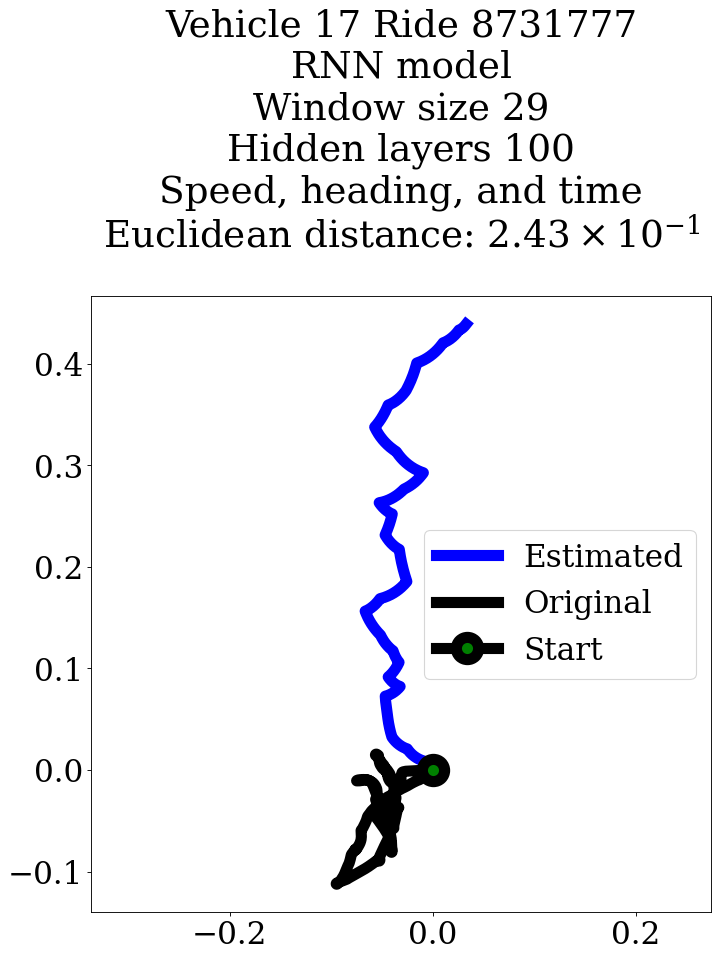 Vehicle 17 Ride 8731777
RNN model
Window size 29
Hidden layers 100
Speed, heading, and time
Euclidean distance: 2.43 × 10⁻¹
0.4
0.3
0.2
0.1
0.0
−0.1
Estimated
Original
Start
−0.2
0.0
0.2